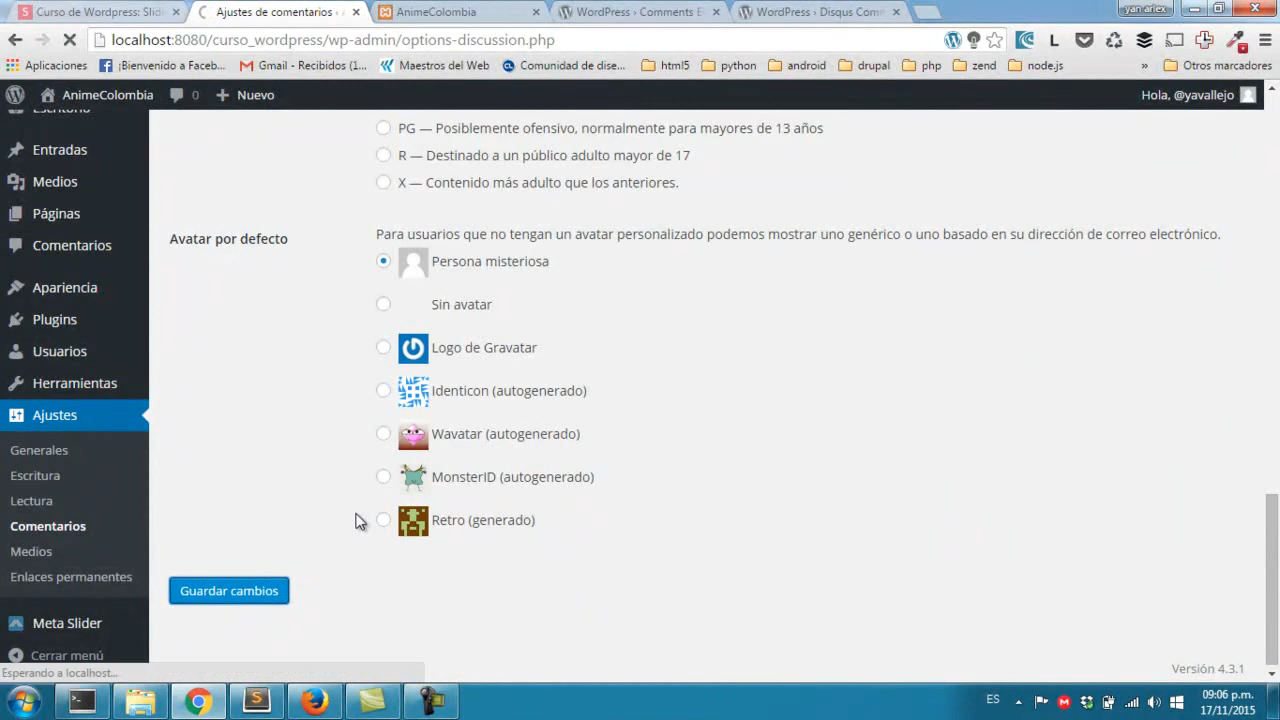 Curso de Wordpress: Slid
Ajustes de comentarios
AnimeColombia
WordPress › Comments E
WordPress › Disqus Com
yan arlex
localhost:8080/curso_wordpress/wp-admin/options-discussion.php
Aplicaciones
¡Bienvenido a Faceb...
Gmail - Recibidos (1...
Maestros del Web
Comunidad de dise...
html5
python
android
drupal
php
zend
node.js
»
Otros marcadores
AnimeColombia
0
Nuevo
Hola, @yavallejo
Escritorio
Entradas
Medios
Páginas
Comentarios
Apariencia
Plugins
Usuarios
Herramientas
Ajustes
Generales
Escritura
Lectura
Comentarios
Medios
Enlaces permanentes
Meta Slider
Cerrar menú
PG — Posiblemente ofensivo, normalmente para mayores de 13 años
R — Destinado a un público adulto mayor de 17
X — Contenido más adulto que los anteriores.
Avatar por defecto
Para usuarios que no tengan un avatar personalizado podemos mostrar uno genérico o uno basado en su dirección de correo electrónico.
Persona misteriosa
Sin avatar
Logo de Gravatar
Identicon (autogenerado)
Wavatar (autogenerado)
MonsterID (autogenerado)
Retro (generado)
Guardar cambios
Versión 4.3.1
Esperando a localhost...
ES
09:06 p.m.
17/11/2015